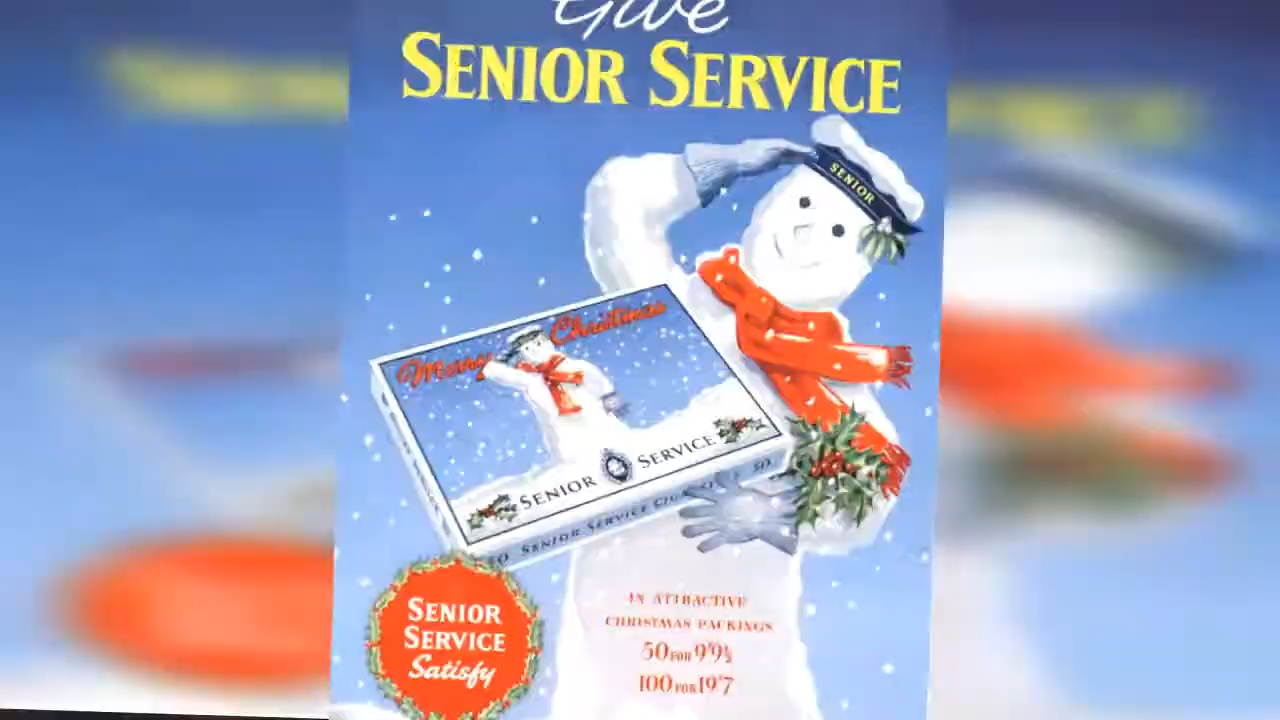 Give
SENIOR SERVICE
SENIOR
Merry Christmas
SENIOR SERVICE
50 SENIOR SERVICE 50
SENIOR
SERVICE
Satisfy
IN ATTRACTIVE
CHRISTMAS PACKINGS
50 FOR 9'9½
100 FOR 19'7